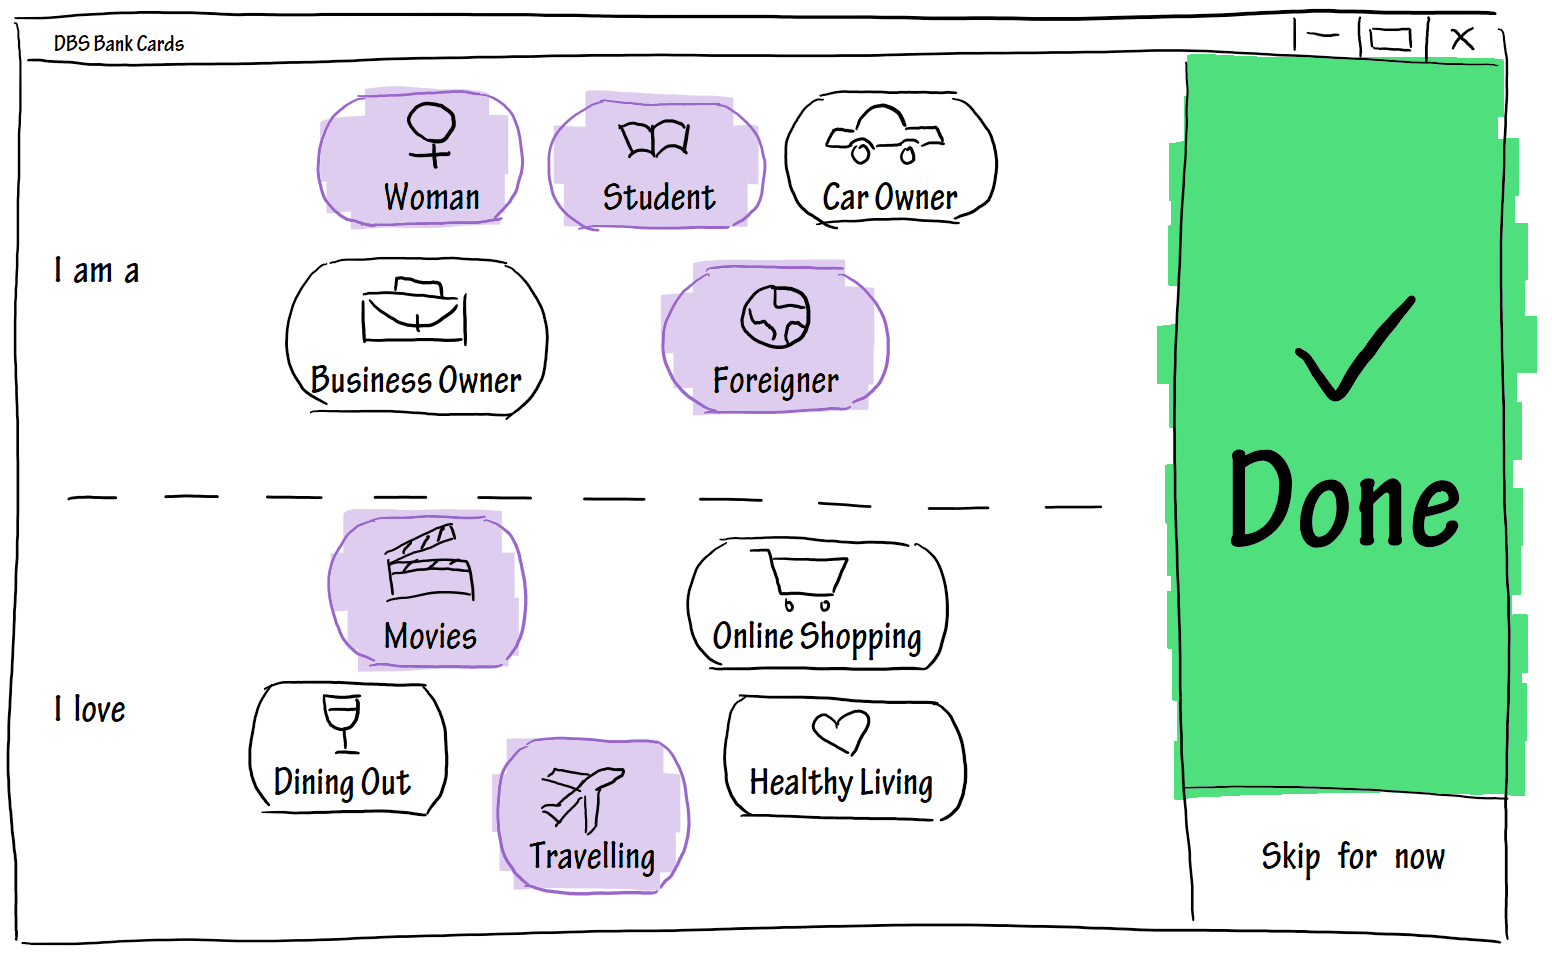 DBS Bank Cards
Woman
Student
Car Owner
I am a
Business Owner
Foreigner
Done
Movies
Online Shopping
I love
Dining Out
Travelling
Healthy Living
Skip for now